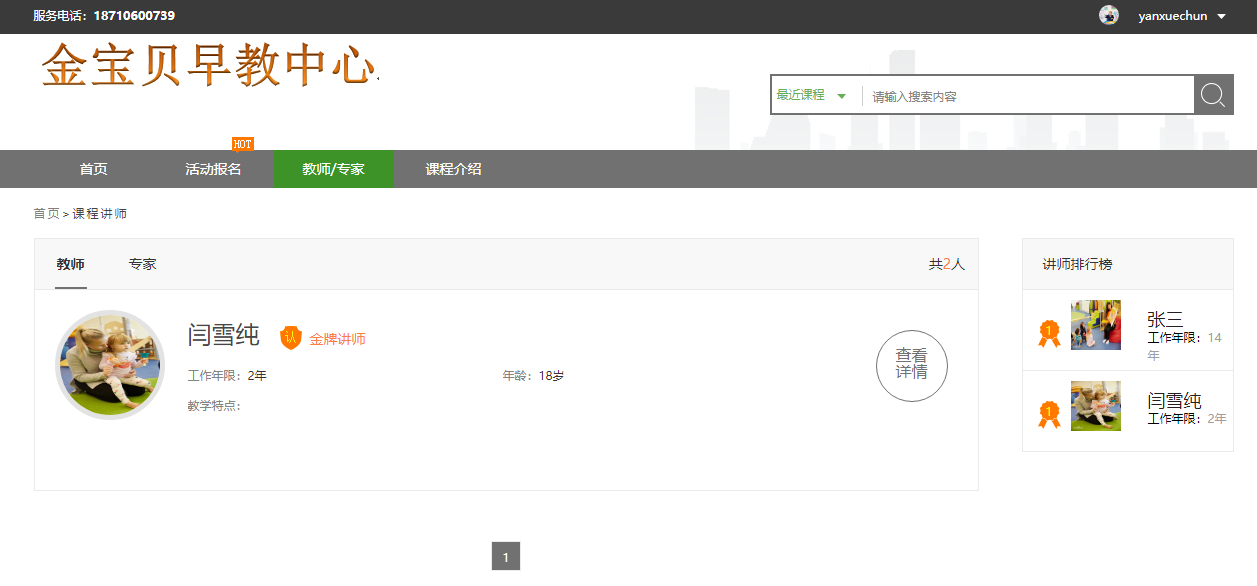 服务电话：18710600739
yanxuechun
金宝贝早教中心
最近课程
请输入搜索内容
HOT
首页
活动报名
教师/专家
课程介绍
首页 > 课程讲师
教师
专家
共2人
讲师排行榜
闫雪纯
认
金牌讲师
工作年限：2年
年龄：18岁
教学特点：
查看
详情
1
张三
工作年限：14
年
1
闫雪纯
工作年限：2年
1